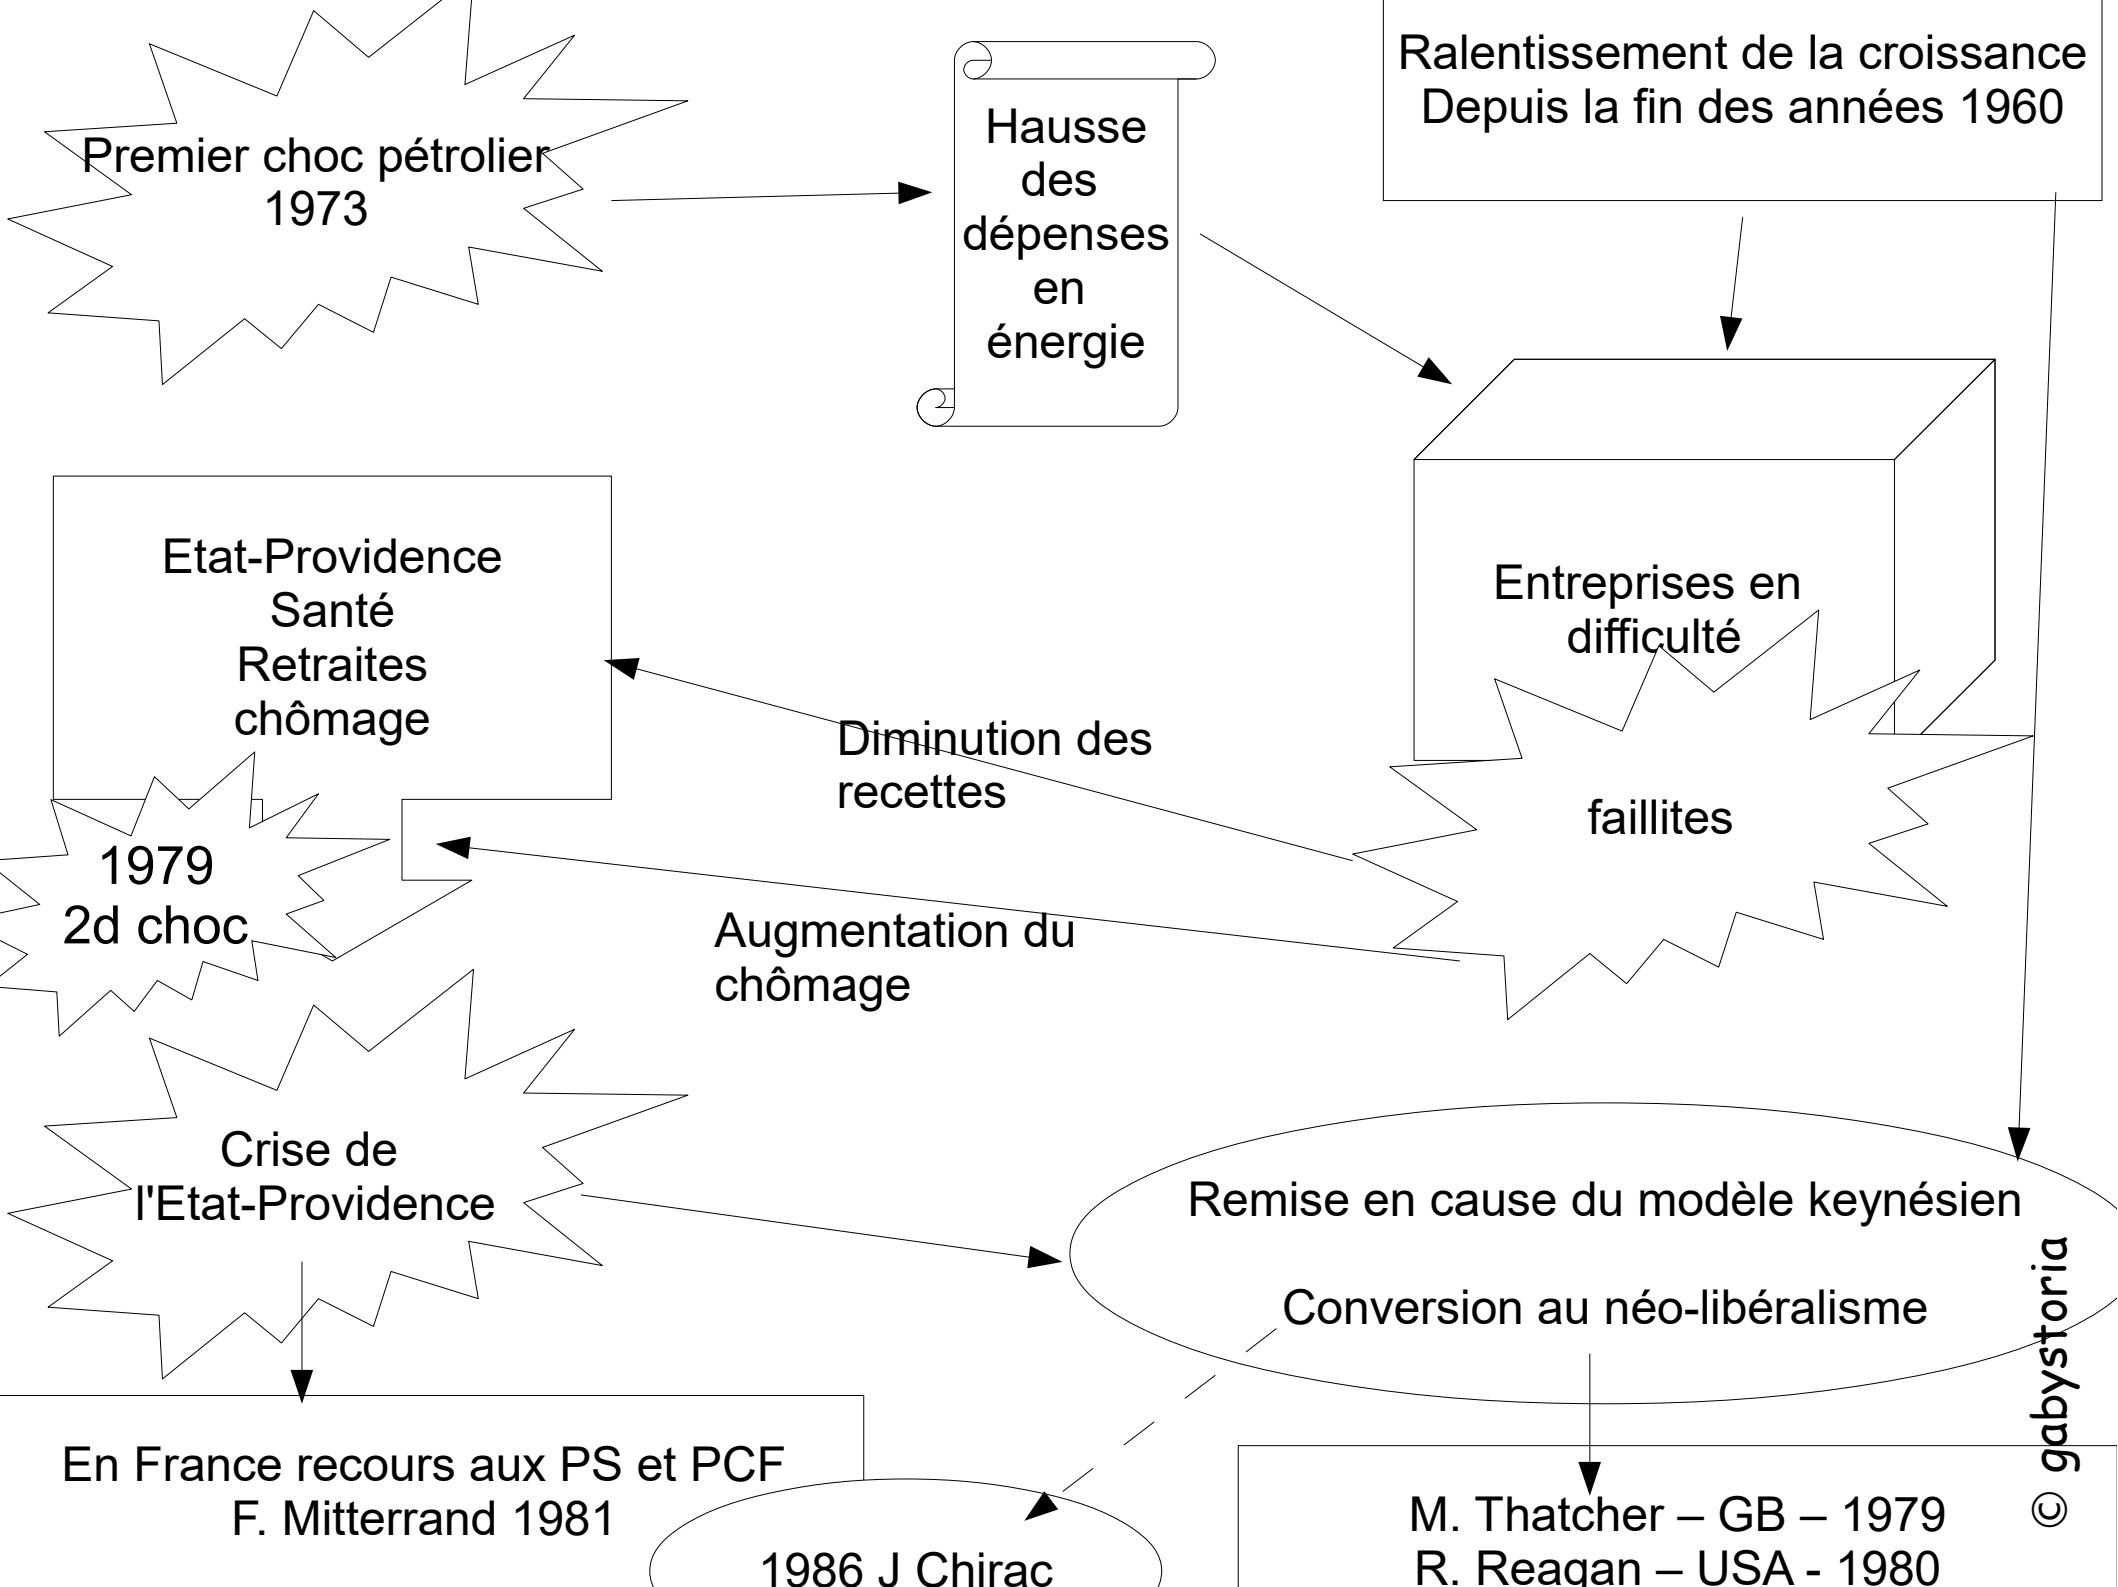 Premier choc pétrolier
1973
Hausse
des
dépenses
en
énergie
Ralentissement de la croissance
Depuis la fin des années 1960
Etat-Providence
Santé
Retraites
chômage
Entreprises en
difficulté
Diminution des
recettes
faillites
1979
2d choc
Augmentation du
chômage
Crise de
l'Etat-Providence
Remise en cause du modèle keynésien
Conversion au néo-libéralisme
En France recours aux PS et PCF
F. Mitterrand 1981
1986 J Chirac
M. Thatcher – GB – 1979
R. Reagan – USA - 1980
© gabystoria